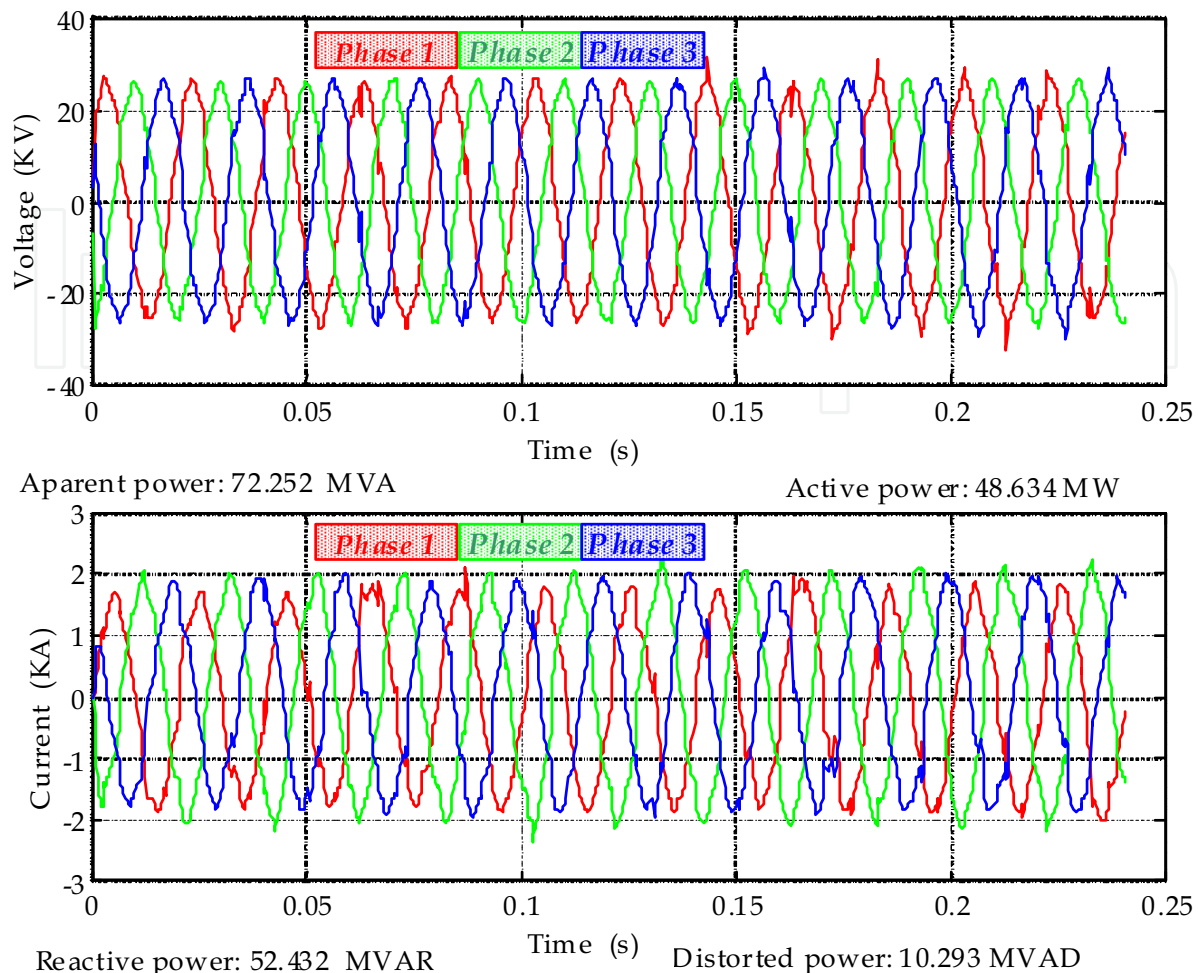 40
20
0
-20
-40
Voltage (KV)
Phase 1 Phase 2 Phase 3
0 0.05 0.1 0.15 0.2 0.25
Time (s)
Aparent power: 72.252 MVA
Active power: 48.634 MW
3
2
1
0
-1
-2
-3
Current (KA)
Phase 1 Phase 2 Phase 3
0 0.05 0.1 0.15 0.2 0.25
Time (s)
Reactive power: 52.432 MVAR
Distorted power: 10.293 MVAD